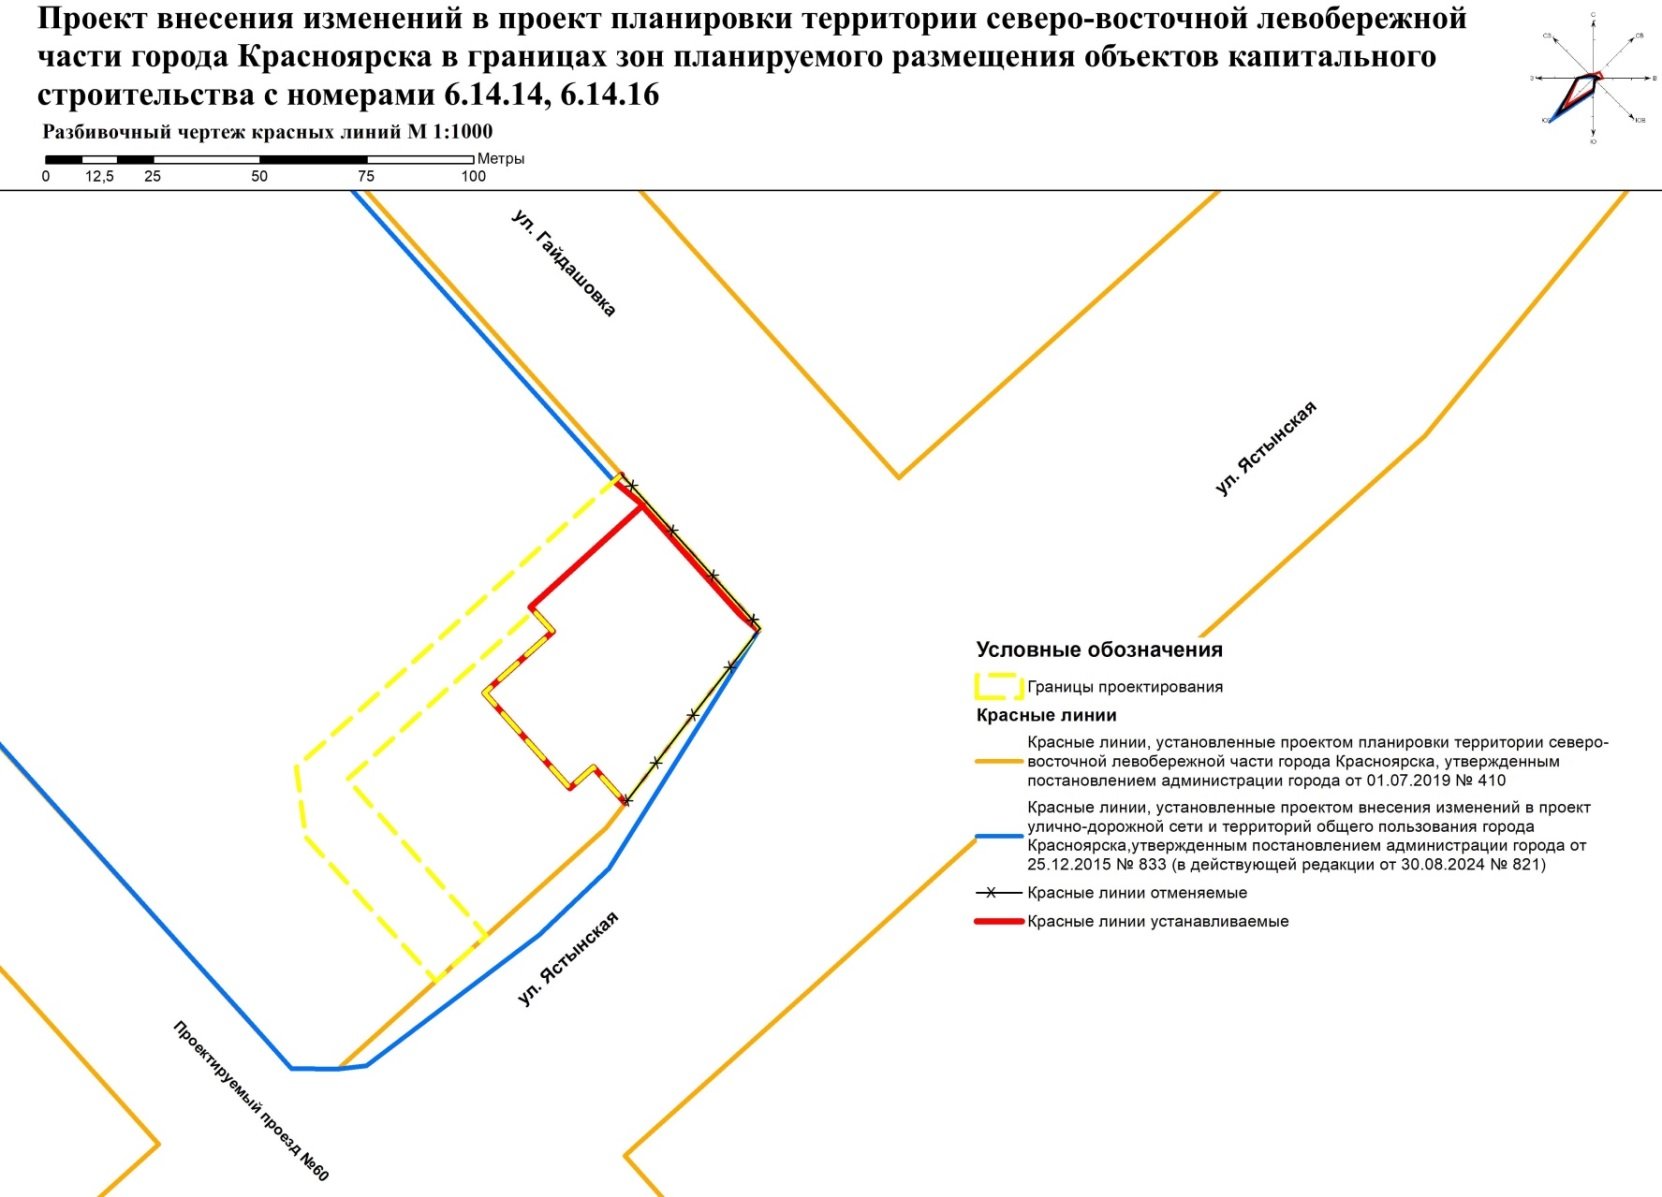 Проект внесения изменений в проект планировки территории северо-восточной левобережной
части города Красноярска в границах зон планируемого размещения объектов капитального
строительства с номерами 6.14.14, 6.14.16
Разбивочный чертеж красных линий М 1:1000
Метры
0 12,5 25 50 75 100
С
СЗ СВ
В
ЮВ
Ю
ул. Гайдашовка
ул. Ястынская
Условные обозначения
Границы проектирования
Красные линии
Красные линии, установленные проектом планировки территории северо-
восточной левобережной части города Красноярска, утвержденным
постановлением администрации города от 01.07.2019 № 410
Красные линии, установленные проектом внесения изменений в проект
улично-дорожной сети и территорий общего пользования города
Красноярска,утвержденным постановлением администрации города от
25.12.2015 № 833 (в действующей редакции от 30.08.2024 № 821)
Красные линии отменяемые
Красные линии устанавливаемые
ул. Ястынская
Проектируемый проезд №60